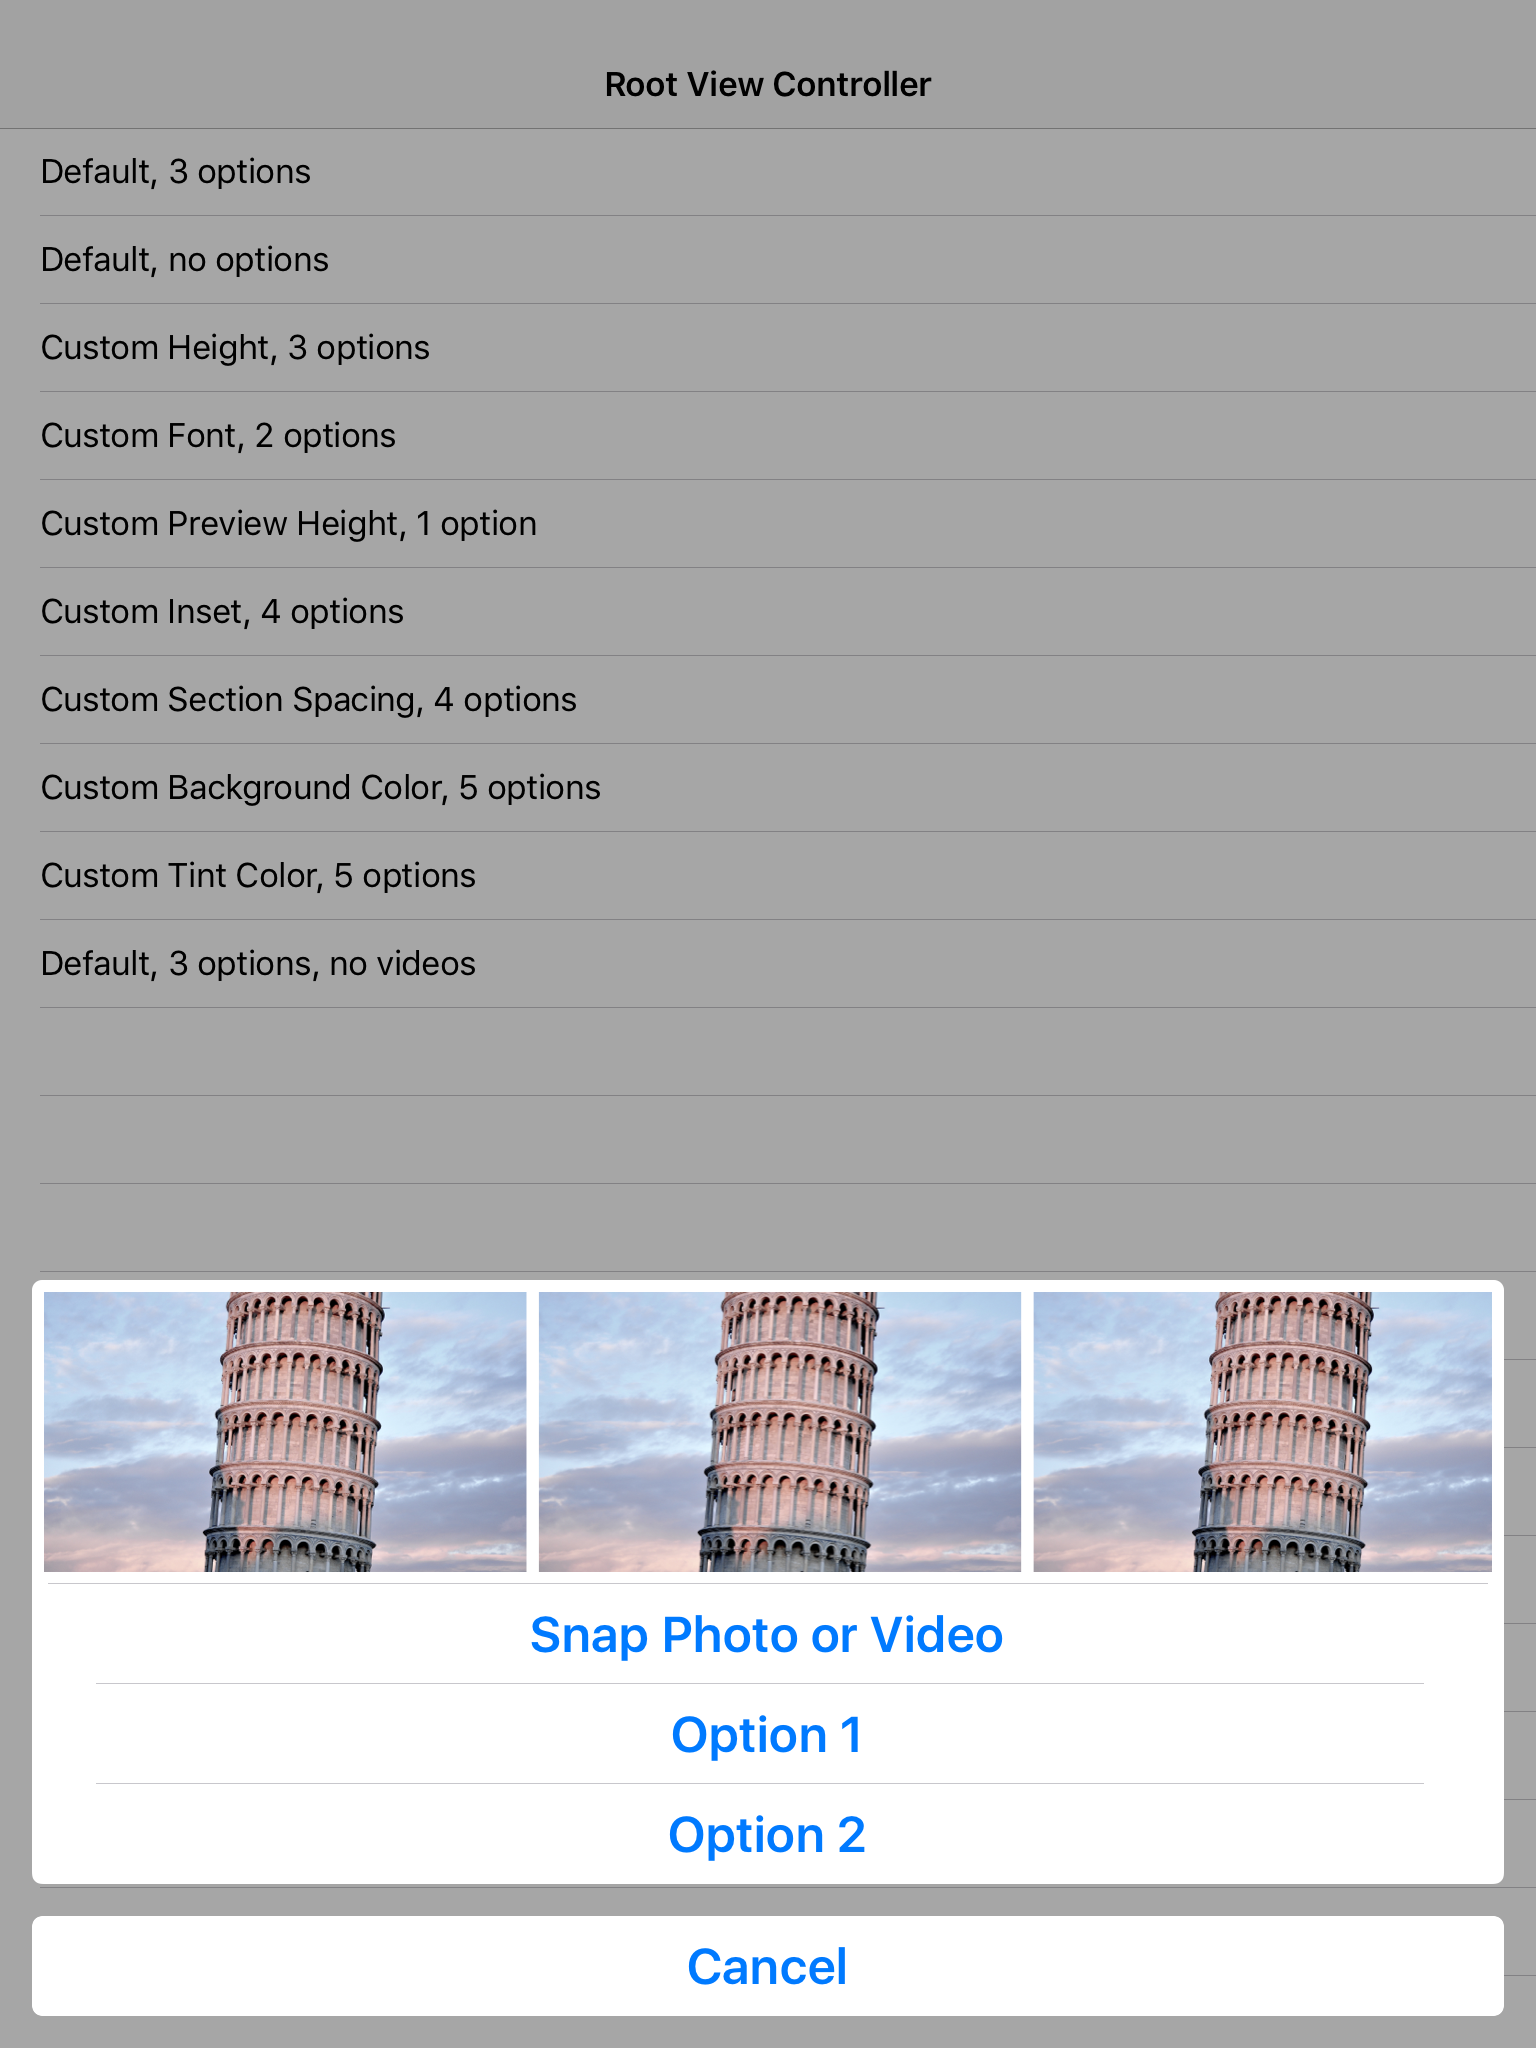 Root View Controller
Default, 3 options
Default, no options
Custom Height, 3 options
Custom Font, 2 options
Custom Preview Height, 1 option
Custom Inset, 4 options
Custom Section Spacing, 4 options
Custom Background Color, 5 options
Custom Tint Color, 5 options
Default, 3 options, no videos
Snap Photo or Video
Option 1
Option 2
Cancel